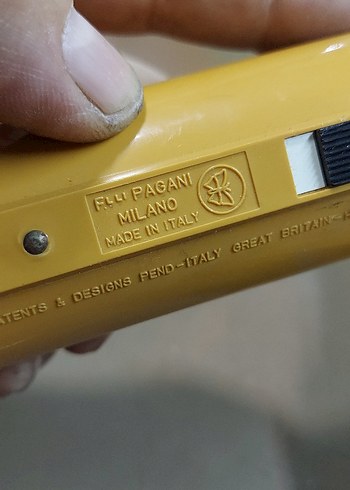 F.LLI PAGANI
MILANO
MADE IN ITALY
PATENTS & DESIGNS PEND-ITALY GREAT BRITAIN-